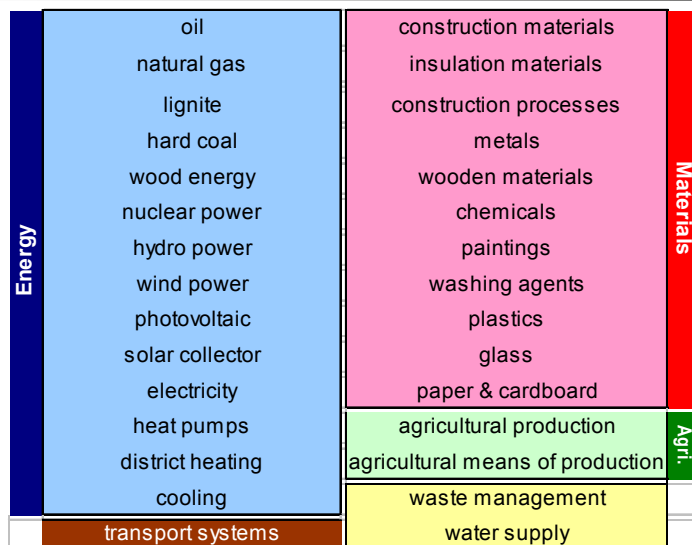 Energy
oil
natural gas
lignite
hard coal
wood energy
nuclear power
hydro power
wind power
photovoltaic
solar collector
electricity
heat pumps
district heating
cooling
transport systems
construction materials
insulation materials
construction processes
metals
wooden materials
chemicals
paintings
washing agents
plastics
glass
paper & cardboard
Materials
agricultural production
agricultural means of production
Agri.
waste management
water supply